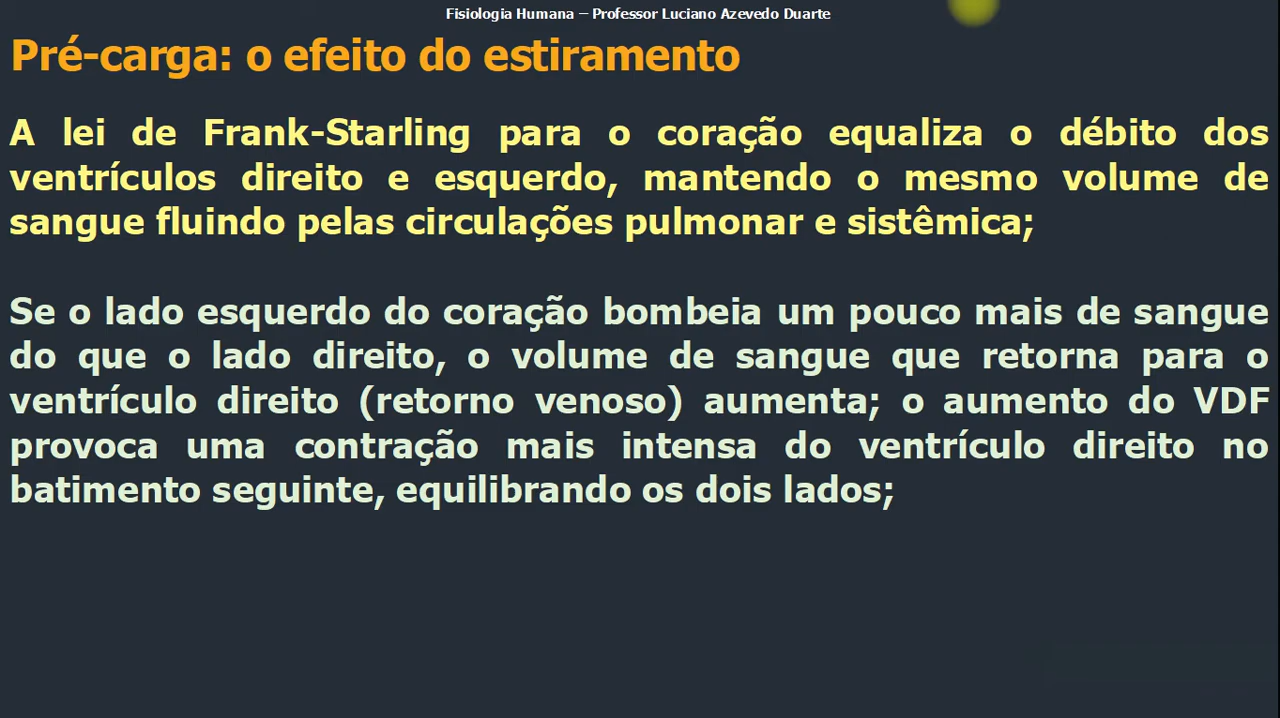 Fisiologia Humana – Professor Luciano Azevedo Duarte
Pré-carga: o efeito do estiramento
A lei de Frank-Starling para o coração equaliza o débito dos
ventrículos direito e esquerdo, mantendo o mesmo volume de
sangue fluindo pelas circulações pulmonar e sistêmica;
Se o lado esquerdo do coração bombeia um pouco mais de sangue
do que o lado direito, o volume de sangue que retorna para o
ventrículo direito (retorno venoso) aumenta; o aumento do VDF
provoca uma contração mais intensa do ventrículo direito no
batimento seguinte, equilibrando os dois lados;